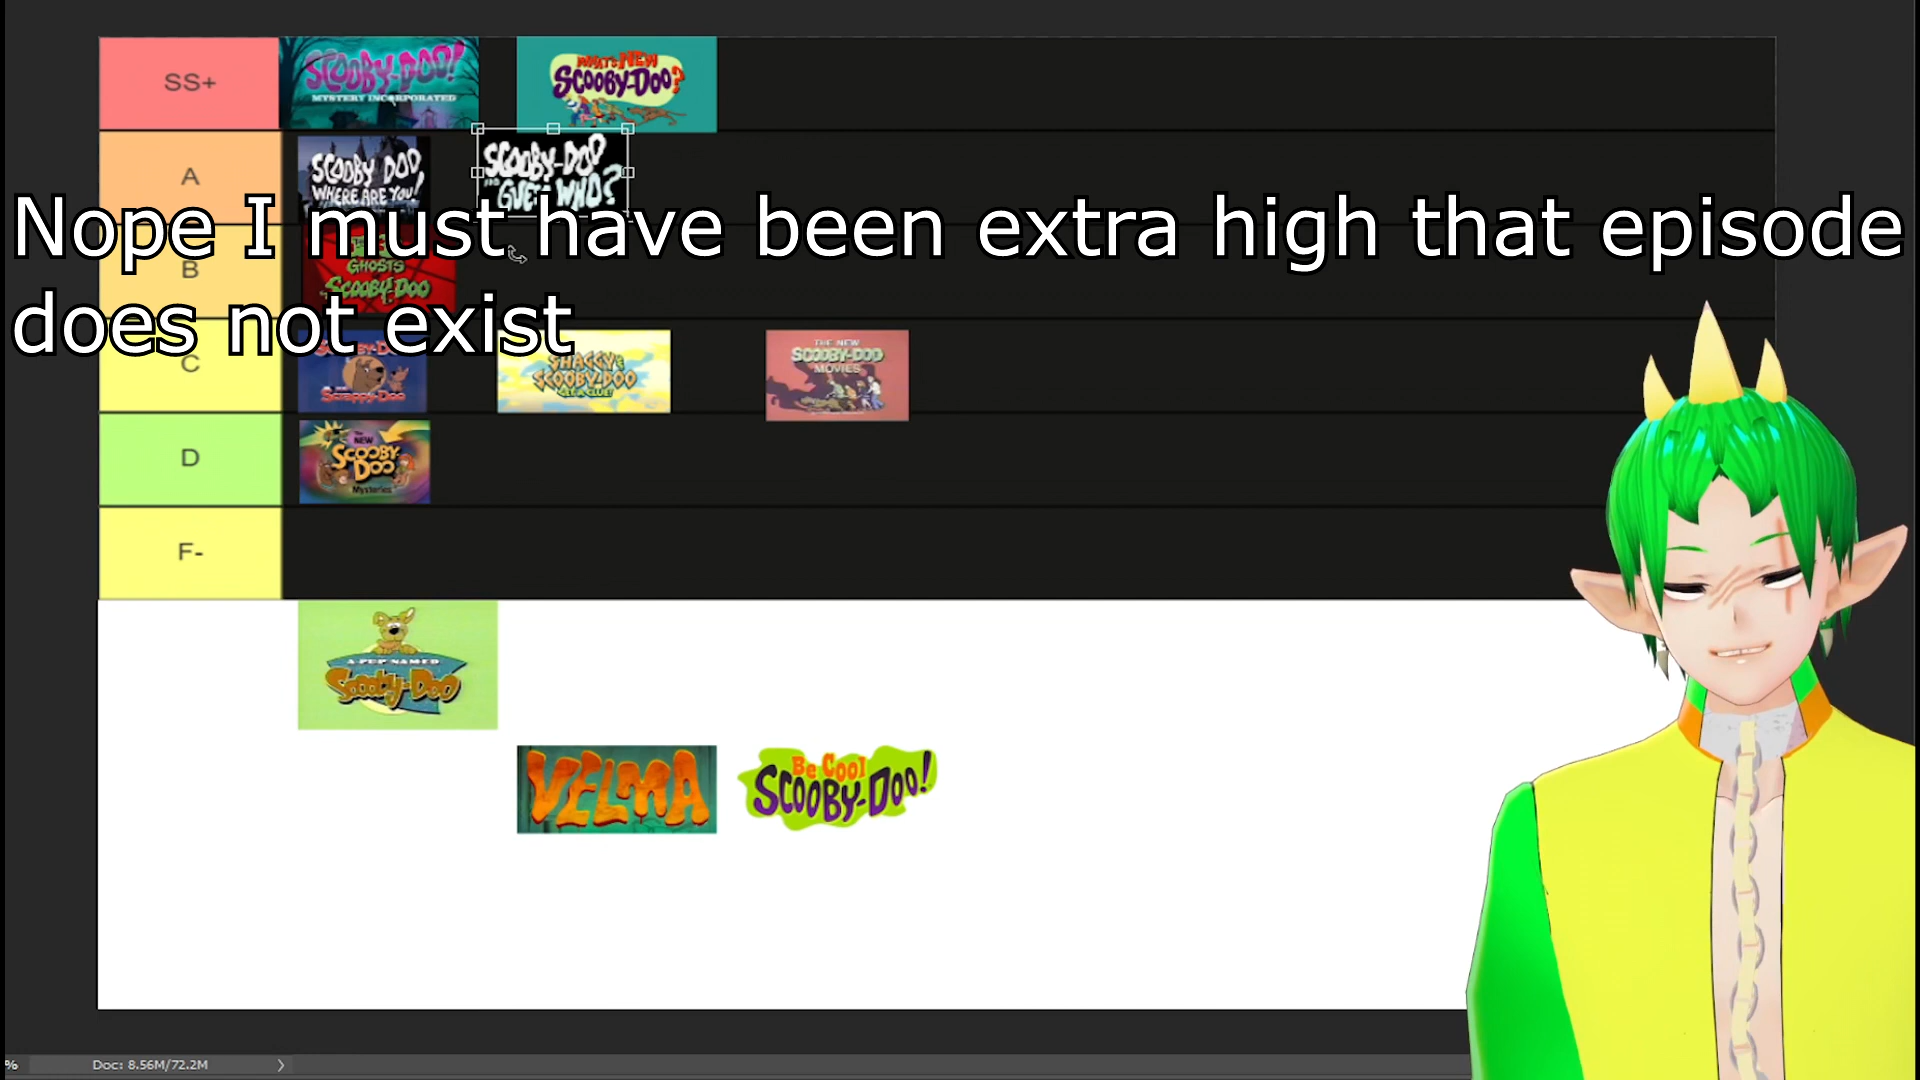 SS+
SCOOBY-DOO!
MYSTERY INCORPORATED
WHAT'S NEW
SCOOBY-DOO?
A
SCOOBY DOO
WHERE ARE YOU!
SCOOBY-DOO
AND
GUESS WHO?
Nope I must have been extra high that episode
does not exist
B
GHOSTS
SCOOBY-DOO
C
Scrappy-Doo
SHAGGY &
SCOOBY-DOO
GET A CLUE!
THE NEW
SCOOBY-DOO
MOVIES
D
The
NEW
SCOOBY-
DOO
Mysteries
F-
A PUP NAMED
Scooby-Doo
VELMA
Be Cool
SCOOBY-DOO!
%
Doc: 8.56M/72.2M